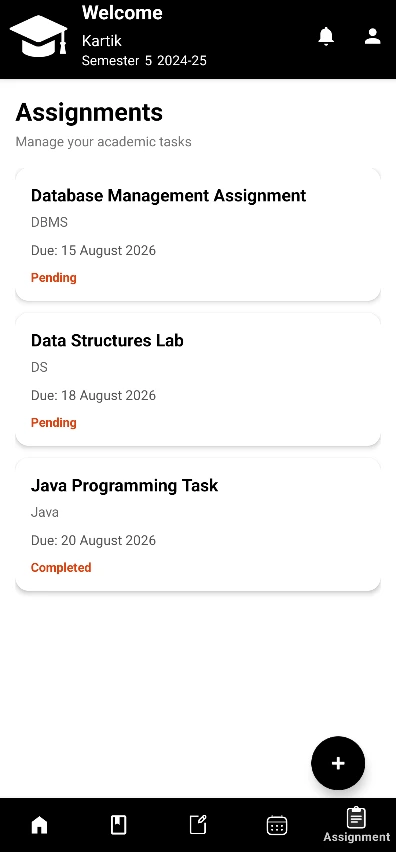 Welcome
Kartik
Semester 5 2024-25
Assignments
Manage your academic tasks
Database Management Assignment
DBMS
Due: 15 August 2026
Pending
Data Structures Lab
DS
Due: 18 August 2026
Pending
Java Programming Task
Java
Due: 20 August 2026
Completed
+
Assignment